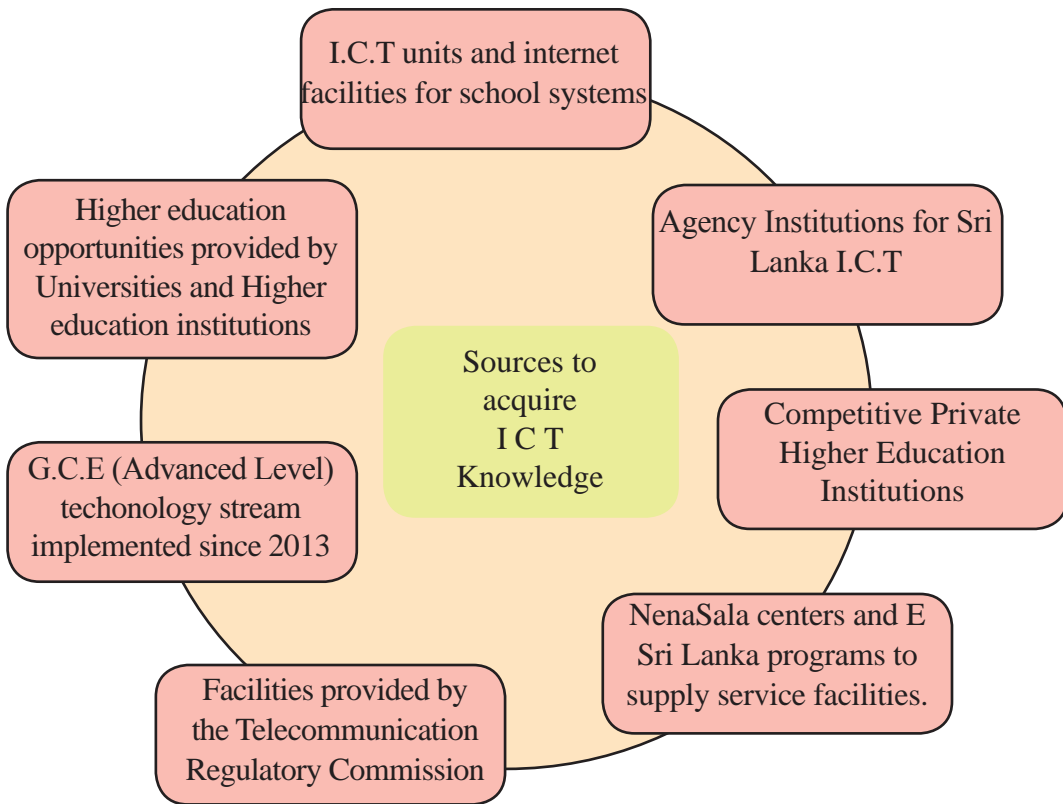 I.C.T units and internet
facilities for school systems
Higher education
opportunities provided by
Universities and Higher
education institutions
Agency Institutions for Sri
Lanka I.C.T
Sources to
acquire
I C T
Knowledge
Competitive Private
Higher Education
Institutions
G.C.E (Advanced Level)
techonology stream
implemented since 2013
NenaSala centers and E
Sri Lanka programs to
supply service facilities.
Facilities provided by
the Telecommunication
Regulatory Commission